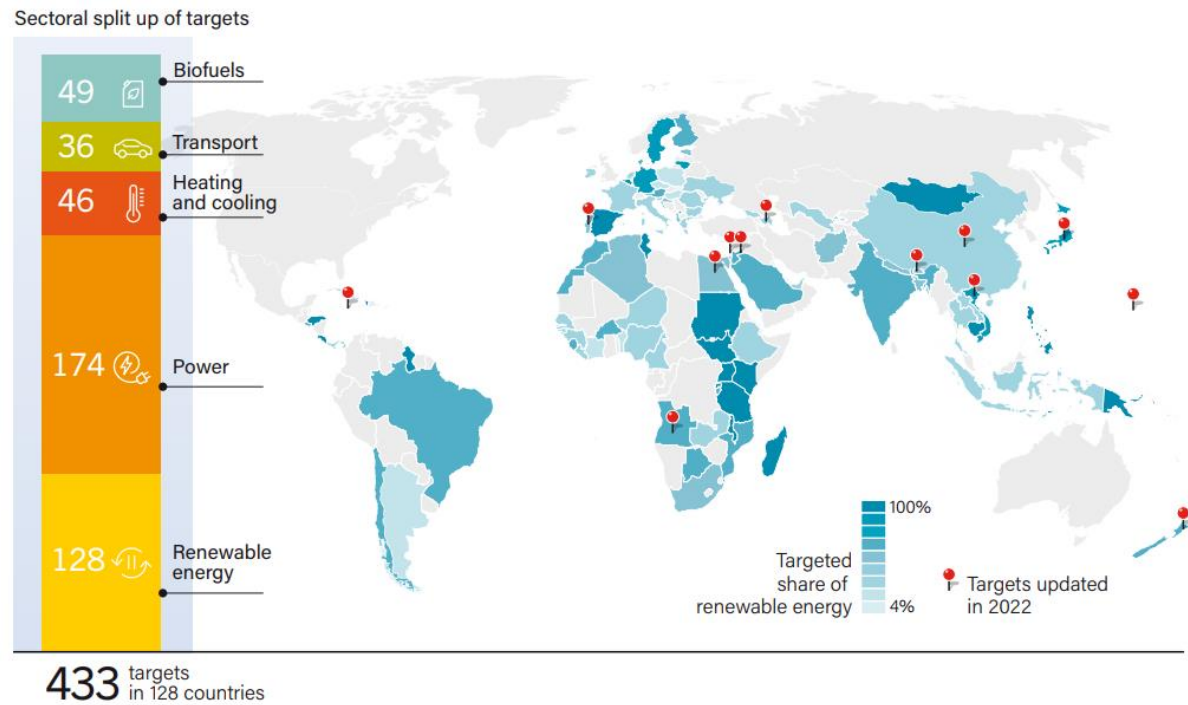 Sectoral split up of targets
49
Biofuels
36
Transport
46
Heating
and cooling
174
Power
128
Renewable
energy
433 targets
in 128 countries
Targeted
share of
renewable energy
100%
4%
Targets updated
in 2022